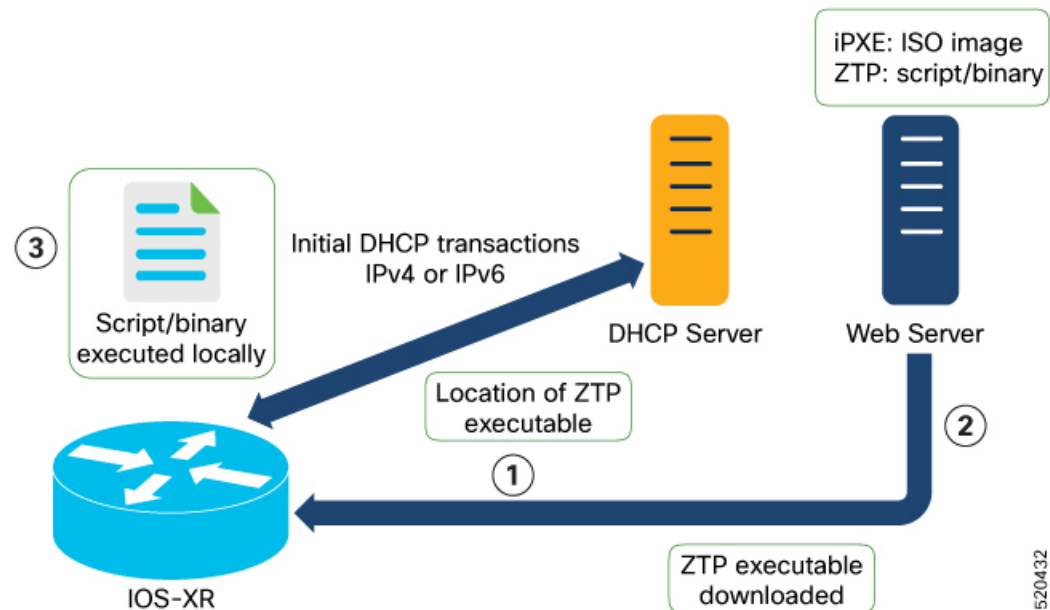 iPXE: ISO image
ZTP: script/binary
3
Script/binary
executed locally
Initial DHCP transactions
IPv4 or IPv6
DHCP Server
Web Server
Location of ZTP
executable
1
2
ZTP executable
downloaded
IOS-XR
520432